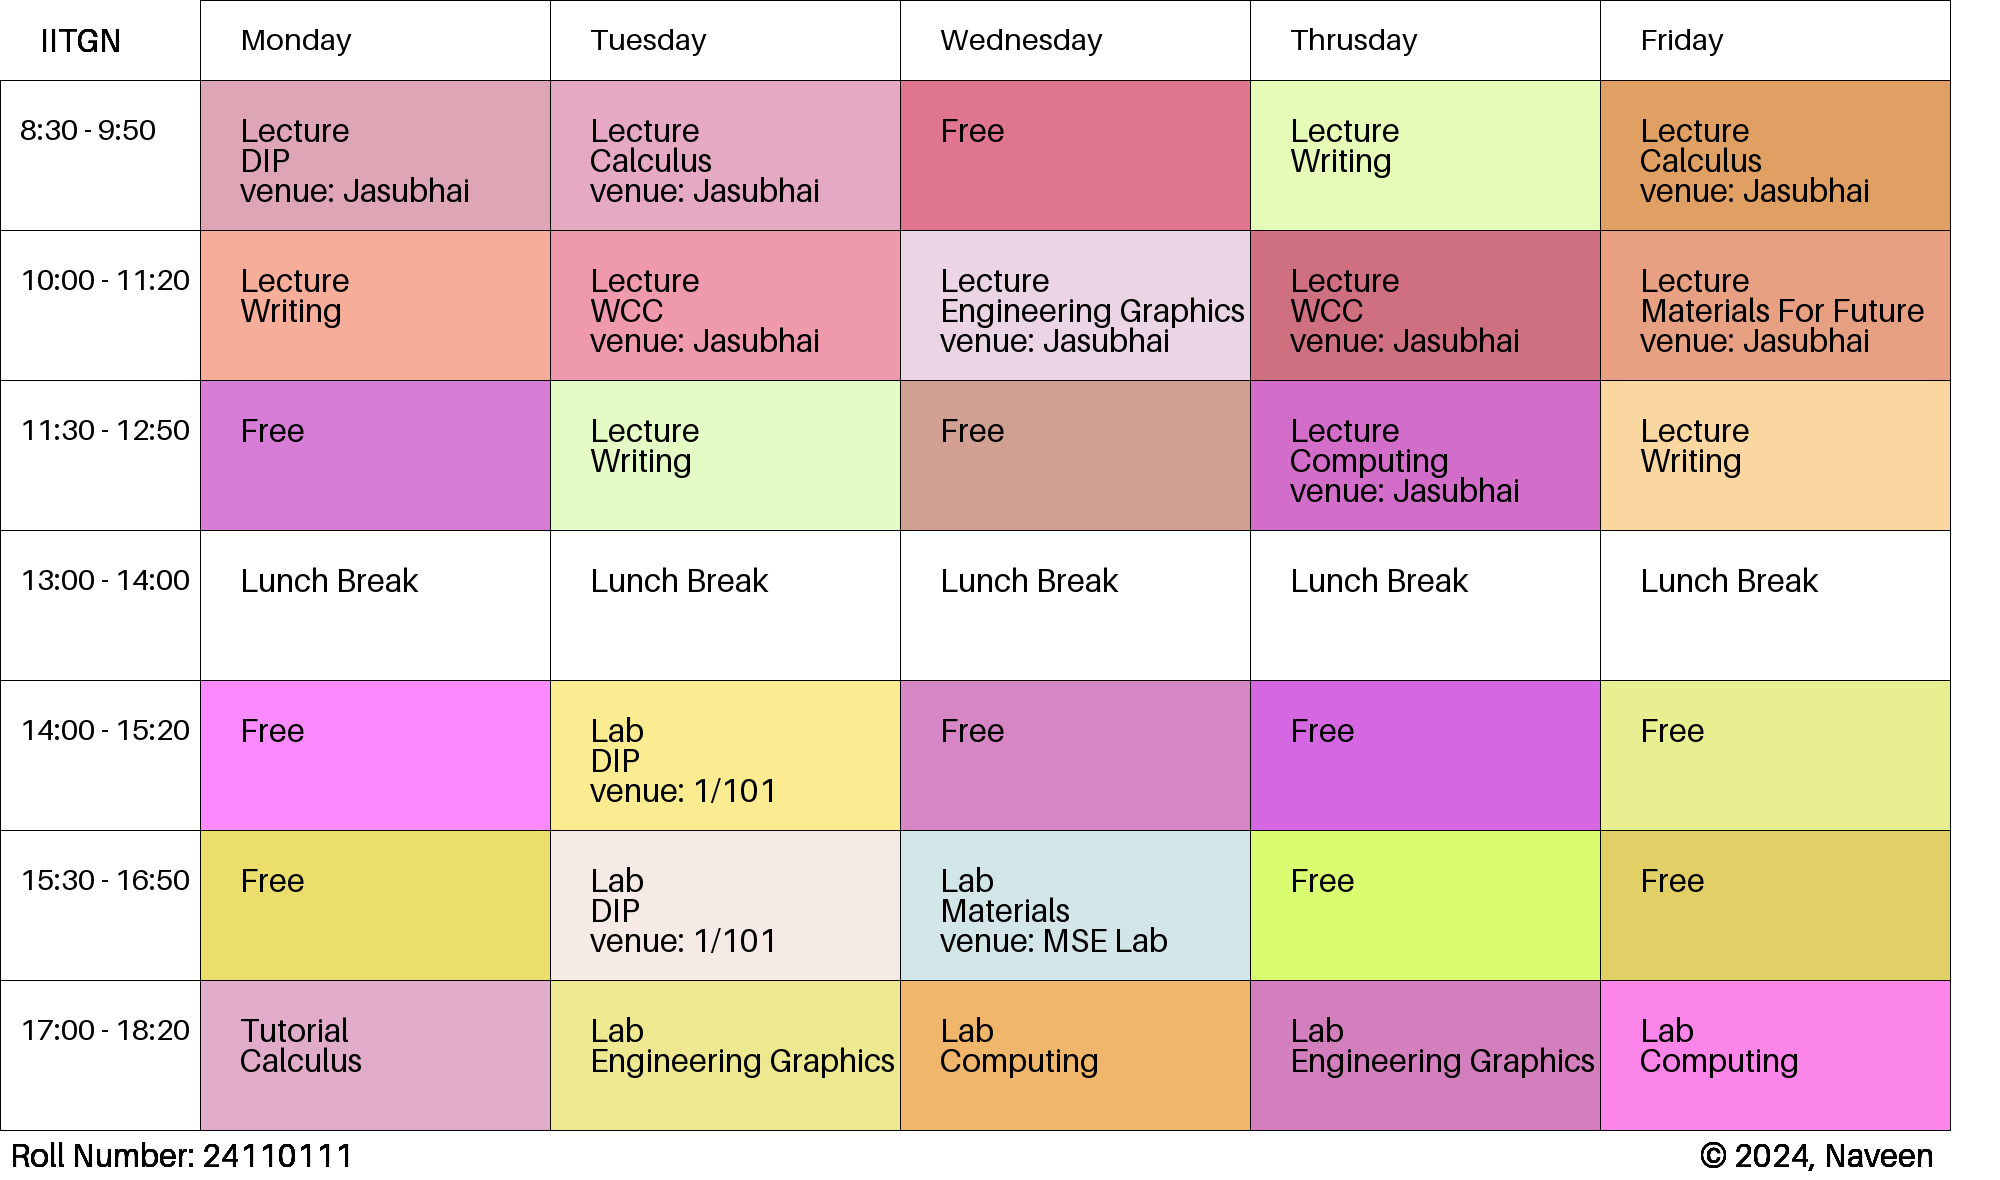 IITGN
Monday
Tuesday
Wednesday
Thrusday
Friday
8:30 - 9:50
Lecture
DIP
venue: Jasubhai
Lecture
Calculus
venue: Jasubhai
Free
Lecture
Writing
Lecture
Calculus
venue: Jasubhai
10:00 - 11:20
Lecture
Writing
Lecture
WCC
venue: Jasubhai
Lecture
Engineering Graphics
venue: Jasubhai
Lecture
WCC
venue: Jasubhai
Lecture
Materials For Future
venue: Jasubhai
11:30 - 12:50
Free
Lecture
Writing
Free
Lecture
Computing
venue: Jasubhai
Lecture
Writing
13:00 - 14:00
Lunch Break
Lunch Break
Lunch Break
Lunch Break
Lunch Break
14:00 - 15:20
Free
Lab
DIP
venue: 1/101
Free
Free
Free
15:30 - 16:50
Free
Lab
DIP
venue: 1/101
Lab
Materials
venue: MSE Lab
Free
Free
17:00 - 18:20
Tutorial
Calculus
Lab
Engineering Graphics
Lab
Computing
Lab
Engineering Graphics
Lab
Computing
Roll Number: 24110111
© 2024, Naveen